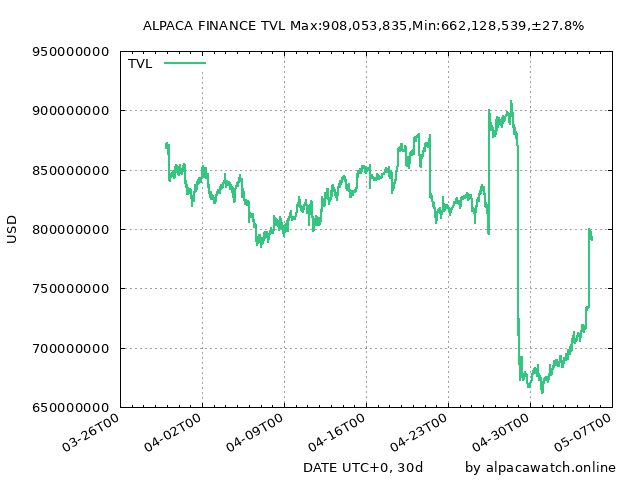 ALPACA FINANCE TVL Max:908,053,835,Min:662,128,539,±27.8%
950000000
TVL
900000000
850000000
800000000
USD
750000000
700000000
650000000
03-26T00 04-02T00 04-09T00 04-16T00 04-23T00 04-30T00 05-07T00
DATE UTC+0, 30d by alpacawatch.online